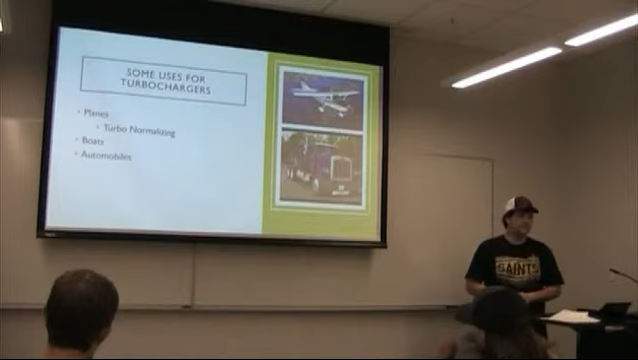 SOME USES FOR
TURBOCHARGERS
Planes
Turbo Normalizing
Boats
Automobiles
SAINTS